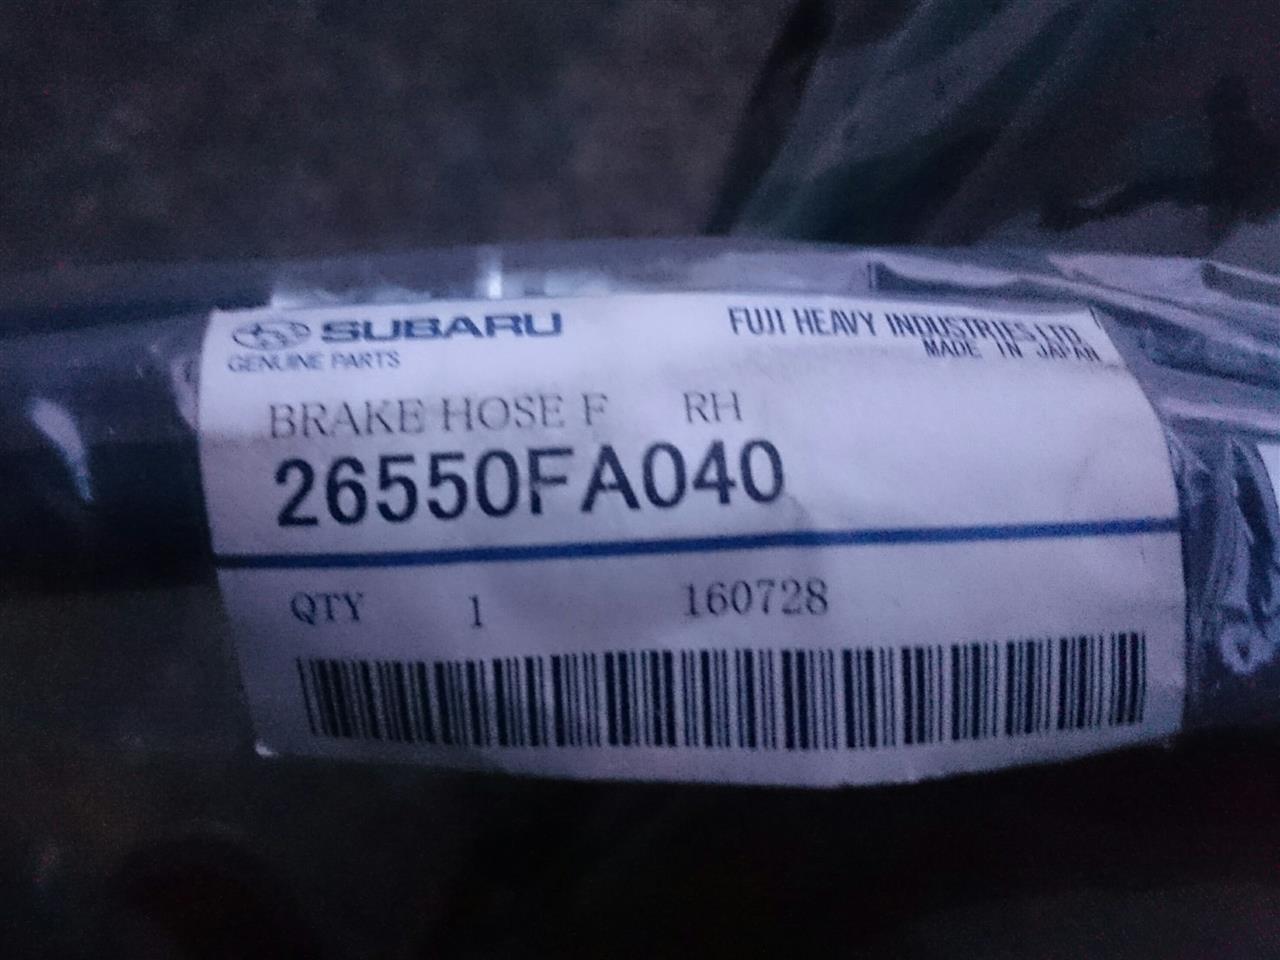 SUBARU
GENUINE PARTS
FUJI HEAVY INDUSTRIES,LTD.
MADE IN JAPAN
BRAKE HOSE F RH
26550FA040
QTY 1 160728